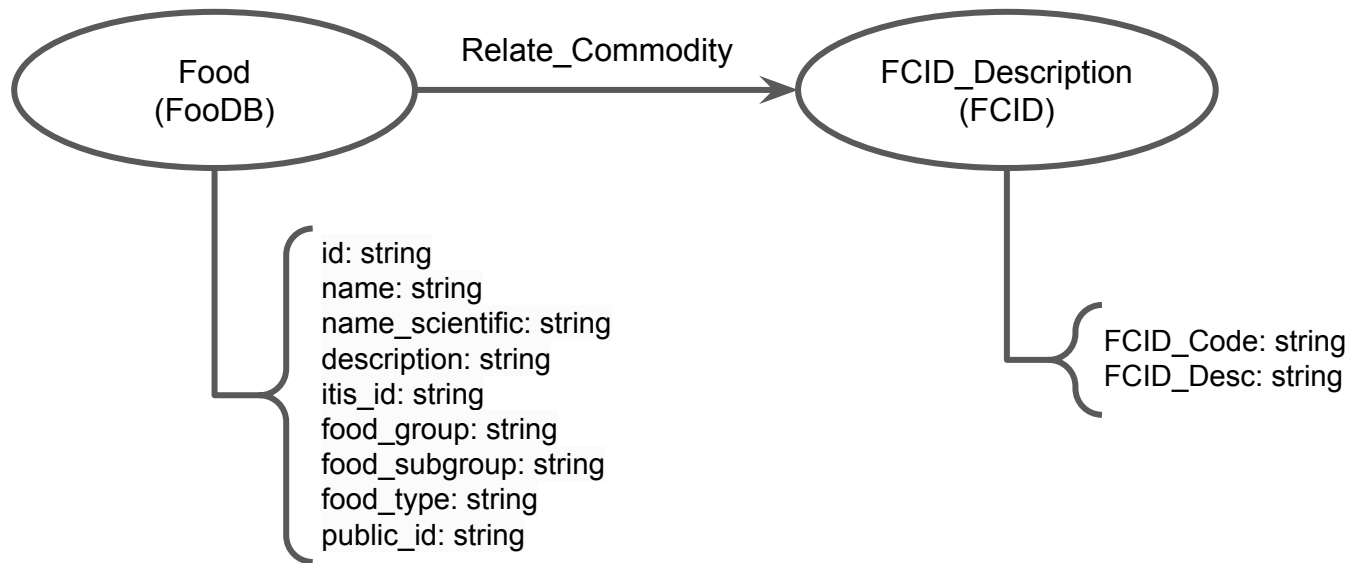 Food
(FooDB)
Relate_Commodity
FCID_Description
(FCID)
id: string
name: string
name_scientific: string
description: string
itis_id: string
food_group: string
food_subgroup: string
food_type: string
public_id: string
FCID_Code: string
FCID_Desc: string